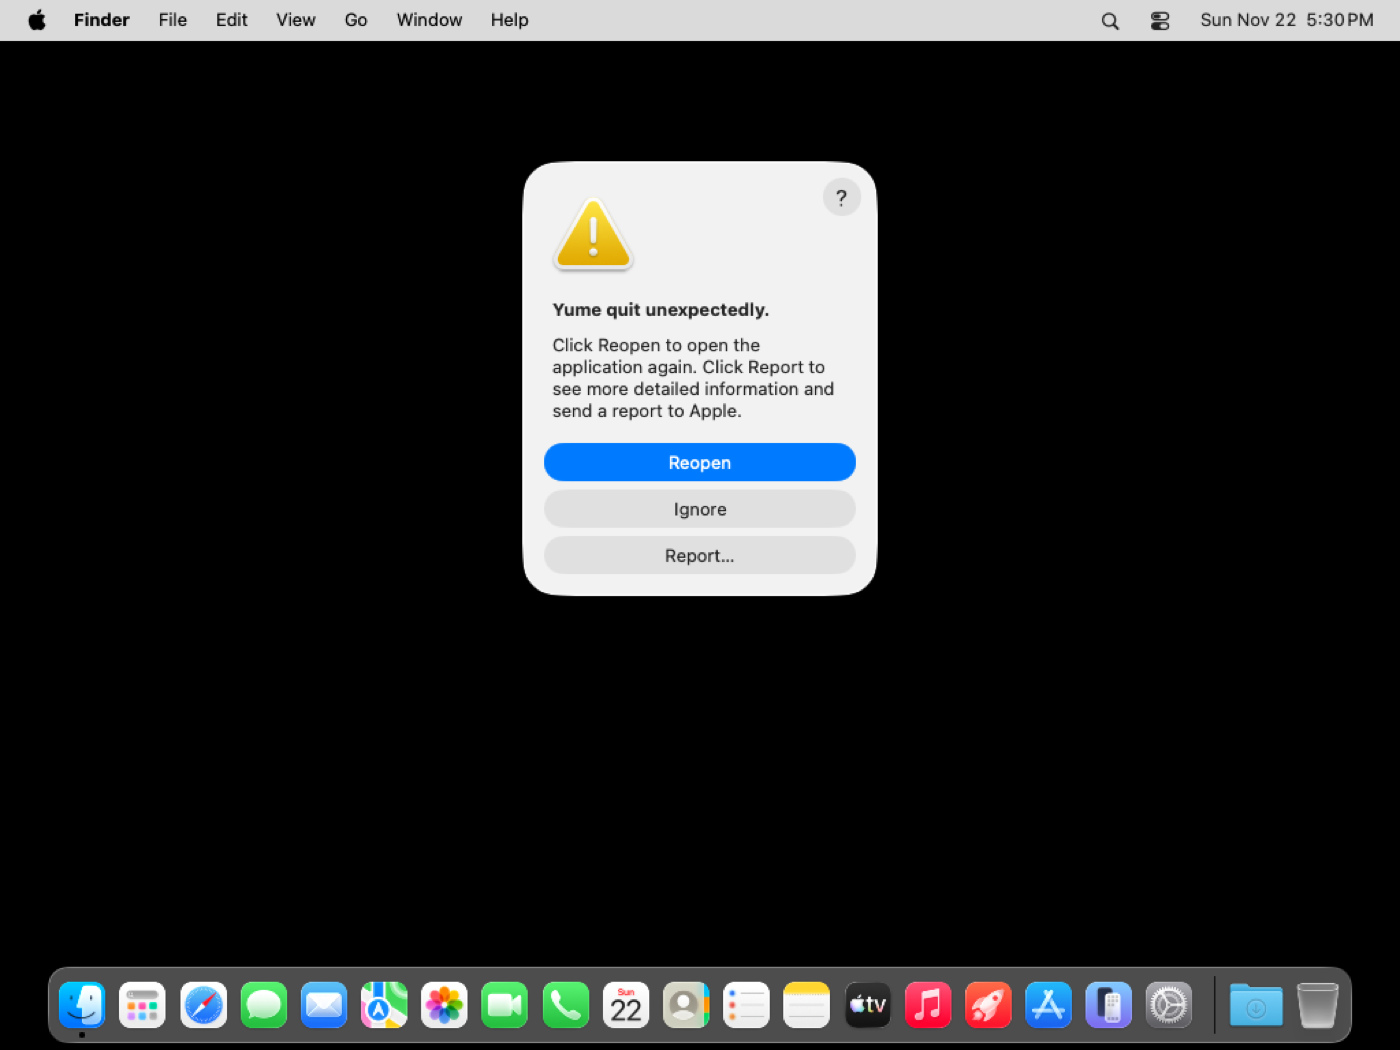 Finder File Edit View Go Window Help Sun Nov 22 5:30 PM
?
Yume quit unexpectedly.
Click Reopen to open the
application again. Click Report to
see more detailed information and
send a report to Apple.
Reopen
Ignore
Report...
Sun
22
tv